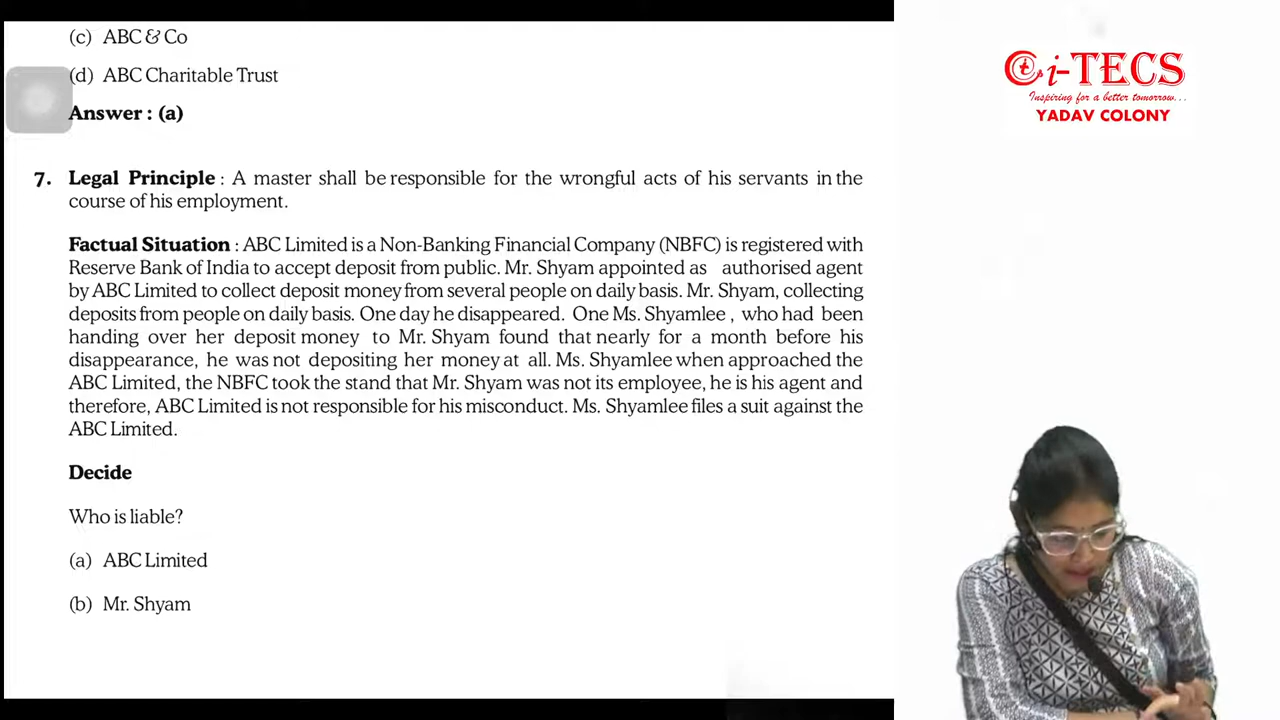 (c) ABC & Co
(d) ABC Charitable Trust
Answer : (a)
7. Legal Principle : A master shall be responsible for the wrongful acts of his servants in the
course of his employment.
Factual Situation : ABC Limited is a Non-Banking Financial Company (NBFC) is registered with
Reserve Bank of India to accept deposit from public. Mr. Shyam appointed as authorised agent
by ABC Limited to collect deposit money from several people on daily basis. Mr. Shyam, collecting
deposits from people on daily basis. One day he disappeared. One Ms. Shyamlee , who had been
handing over her deposit money to Mr. Shyam found that nearly for a month before his
disappearance, he was not depositing her money at all. Ms. Shyamlee when approached the
ABC Limited, the NBFC took the stand that Mr. Shyam was not its employee, he is his agent and
therefore, ABC Limited is not responsible for his misconduct. Ms. Shyamlee files a suit against the
ABC Limited.
Decide
Who is liable?
(a) ABC Limited
(b) Mr. Shyam
i-TECS
Inspiring for a better tomorrow...
YADAV COLONY